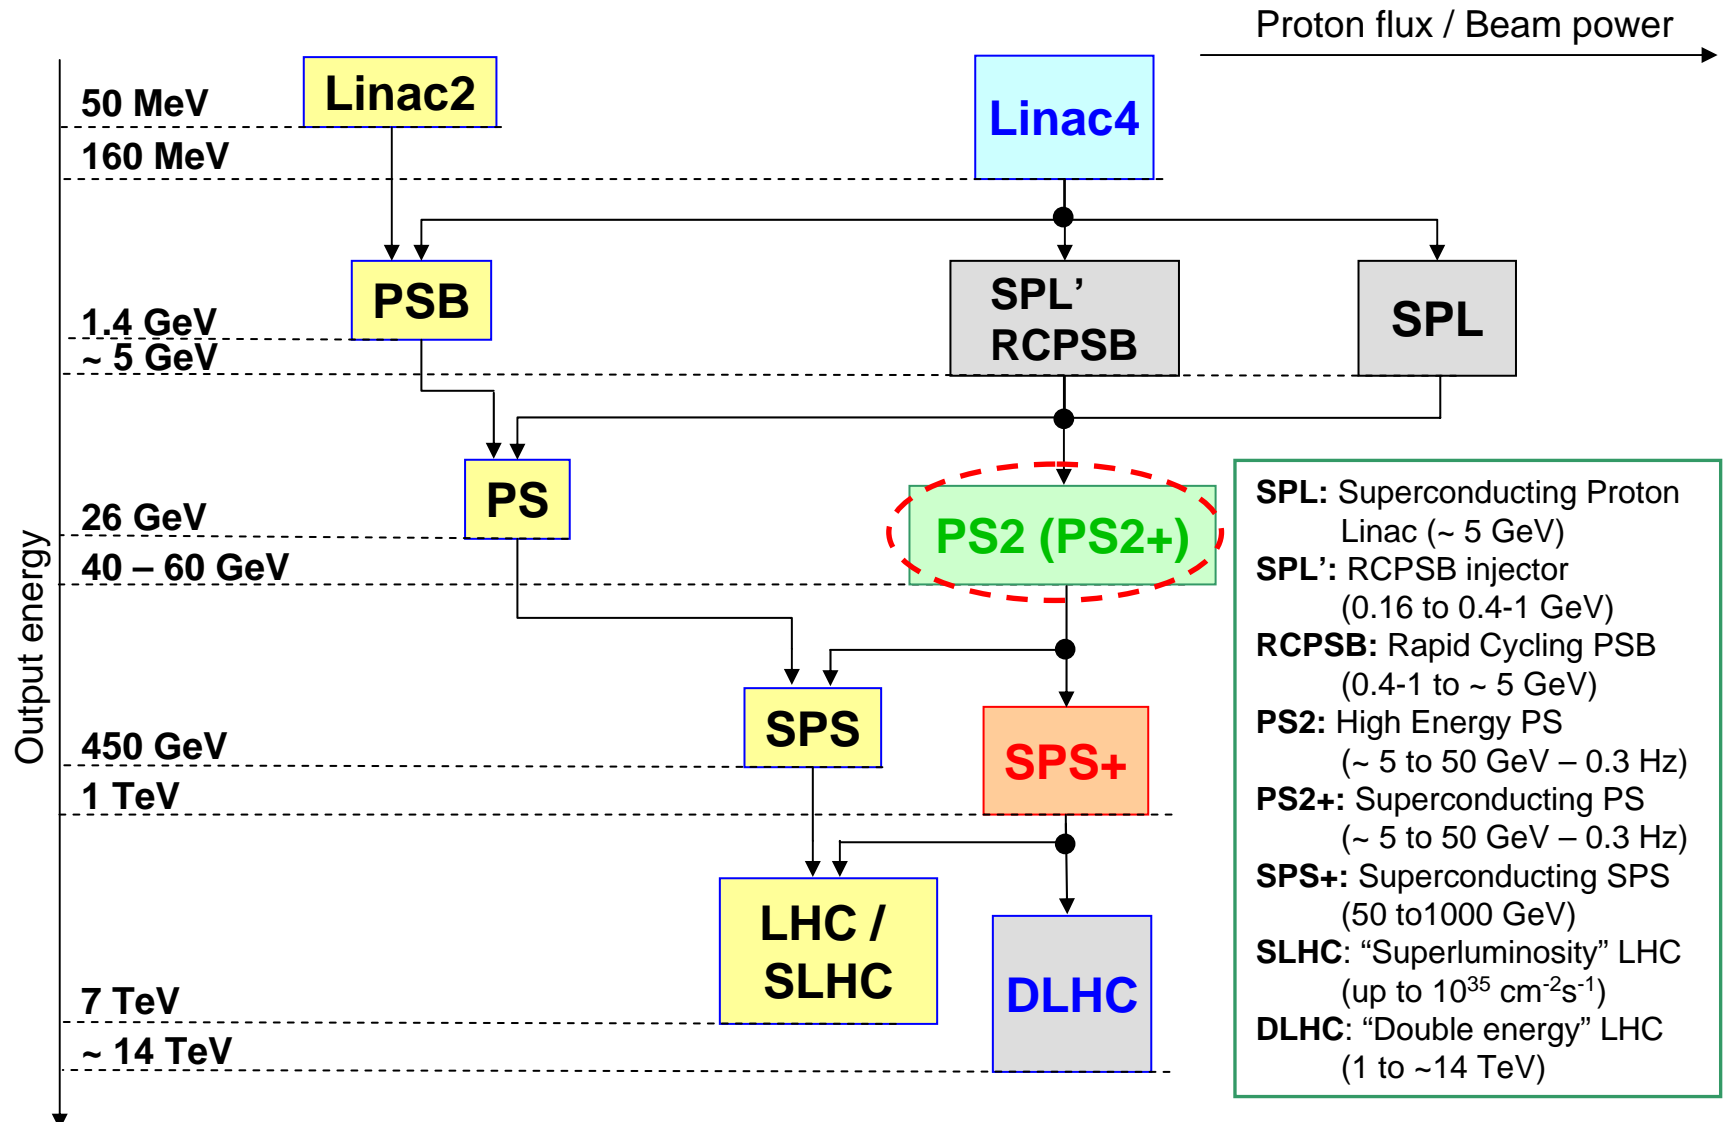 Proton flux / Beam power
Linac2
50 MeV
Linac4
160 MeV
PSB
SPL’
RCPSB
SPL
1.4 GeV
~ 5 GeV
PS
26 GeV
PS2 (PS2+)
40 – 60 GeV
Output energy
SPS
450 GeV
SPS+
1 TeV
LHC /
SLHC
DLHC
7 TeV
~ 14 TeV
SPL: Superconducting Proton
Linac (~ 5 GeV)
SPL’: RCPSB injector
(0.16 to 0.4-1 GeV)
RCPSB: Rapid Cycling PSB
(0.4-1 to ~ 5 GeV)
PS2: High Energy PS
(~ 5 to 50 GeV – 0.3 Hz)
PS2+: Superconducting PS
(~ 5 to 50 GeV – 0.3 Hz)
SPS+: Superconducting SPS
(50 to1000 GeV)
SLHC: “Superluminosity” LHC
(up to 10³⁵ cm⁻²s⁻¹)
DLHC: “Double energy” LHC
(1 to ~14 TeV)